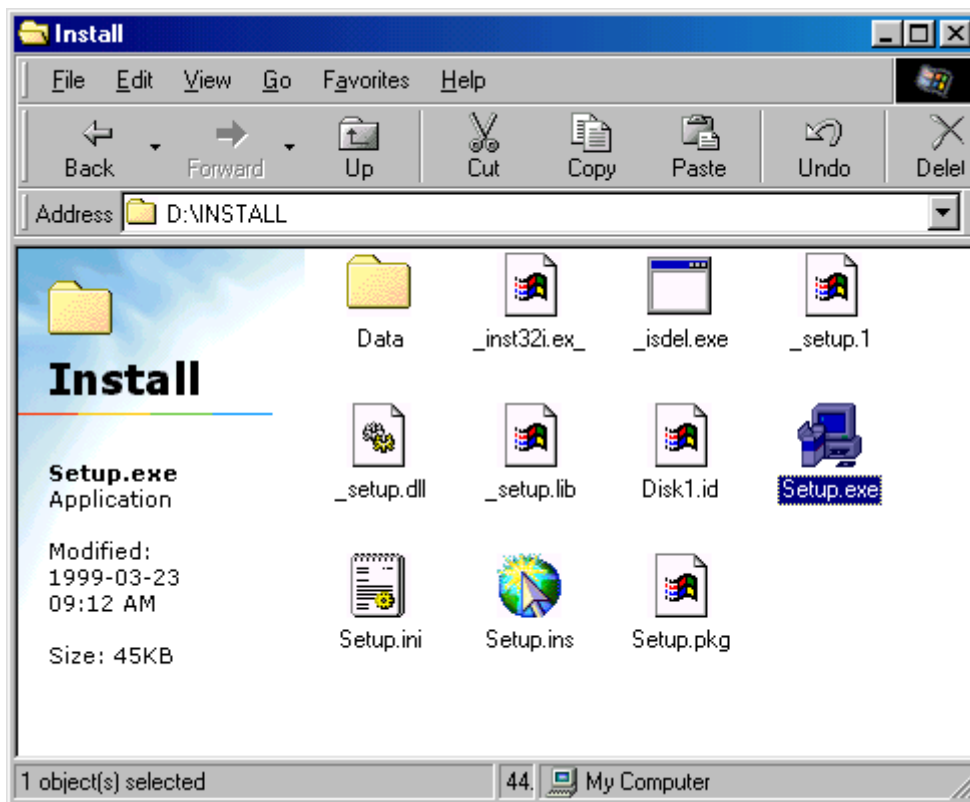 Install
File Edit View Go Favorites Help
Back Forward Up Cut Copy Paste Undo Delet
Address D:\INSTALL
Install
Setup.exe
Application
Modified:
1999-03-23
09:12 AM
Size: 45KB
Data _inst32i.ex_ _isdel.exe _setup.1
_setup.dll _setup.lib Disk1.id Setup.exe
Setup.ini Setup.ins Setup.pkg
1 object(s) selected 44. My Computer